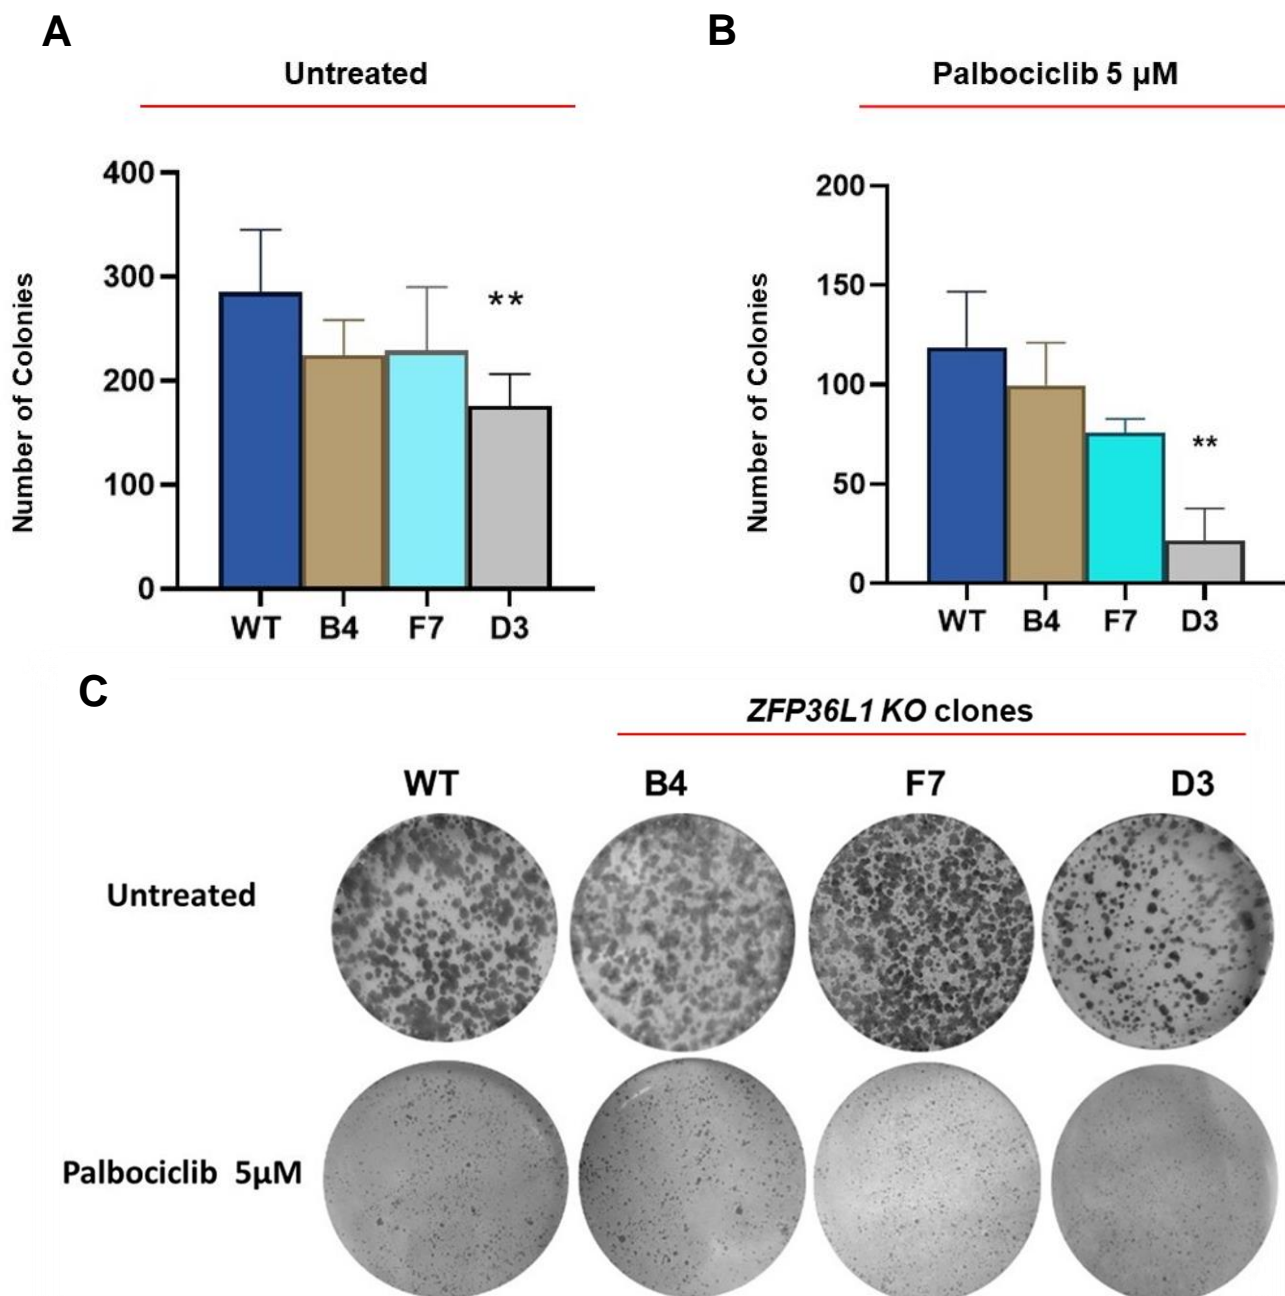 A
Untreated
400
300
200
100
0
Number of Colonies
**
WT B4 F7 D3
B
Palbociclib 5 µM
200
150
100
50
0
Number of Colonies
**
WT B4 F7 D3
C
ZFP36L1 KO clones
WT B4 F7 D3
Untreated
Palbociclib 5µM